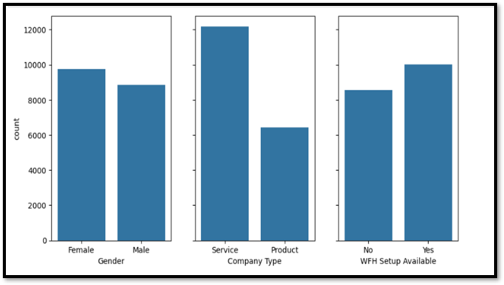 12000
10000
8000
6000
4000
2000
0
count
Female Male
Gender
Service Product
Company Type
No Yes
WFH Setup Available